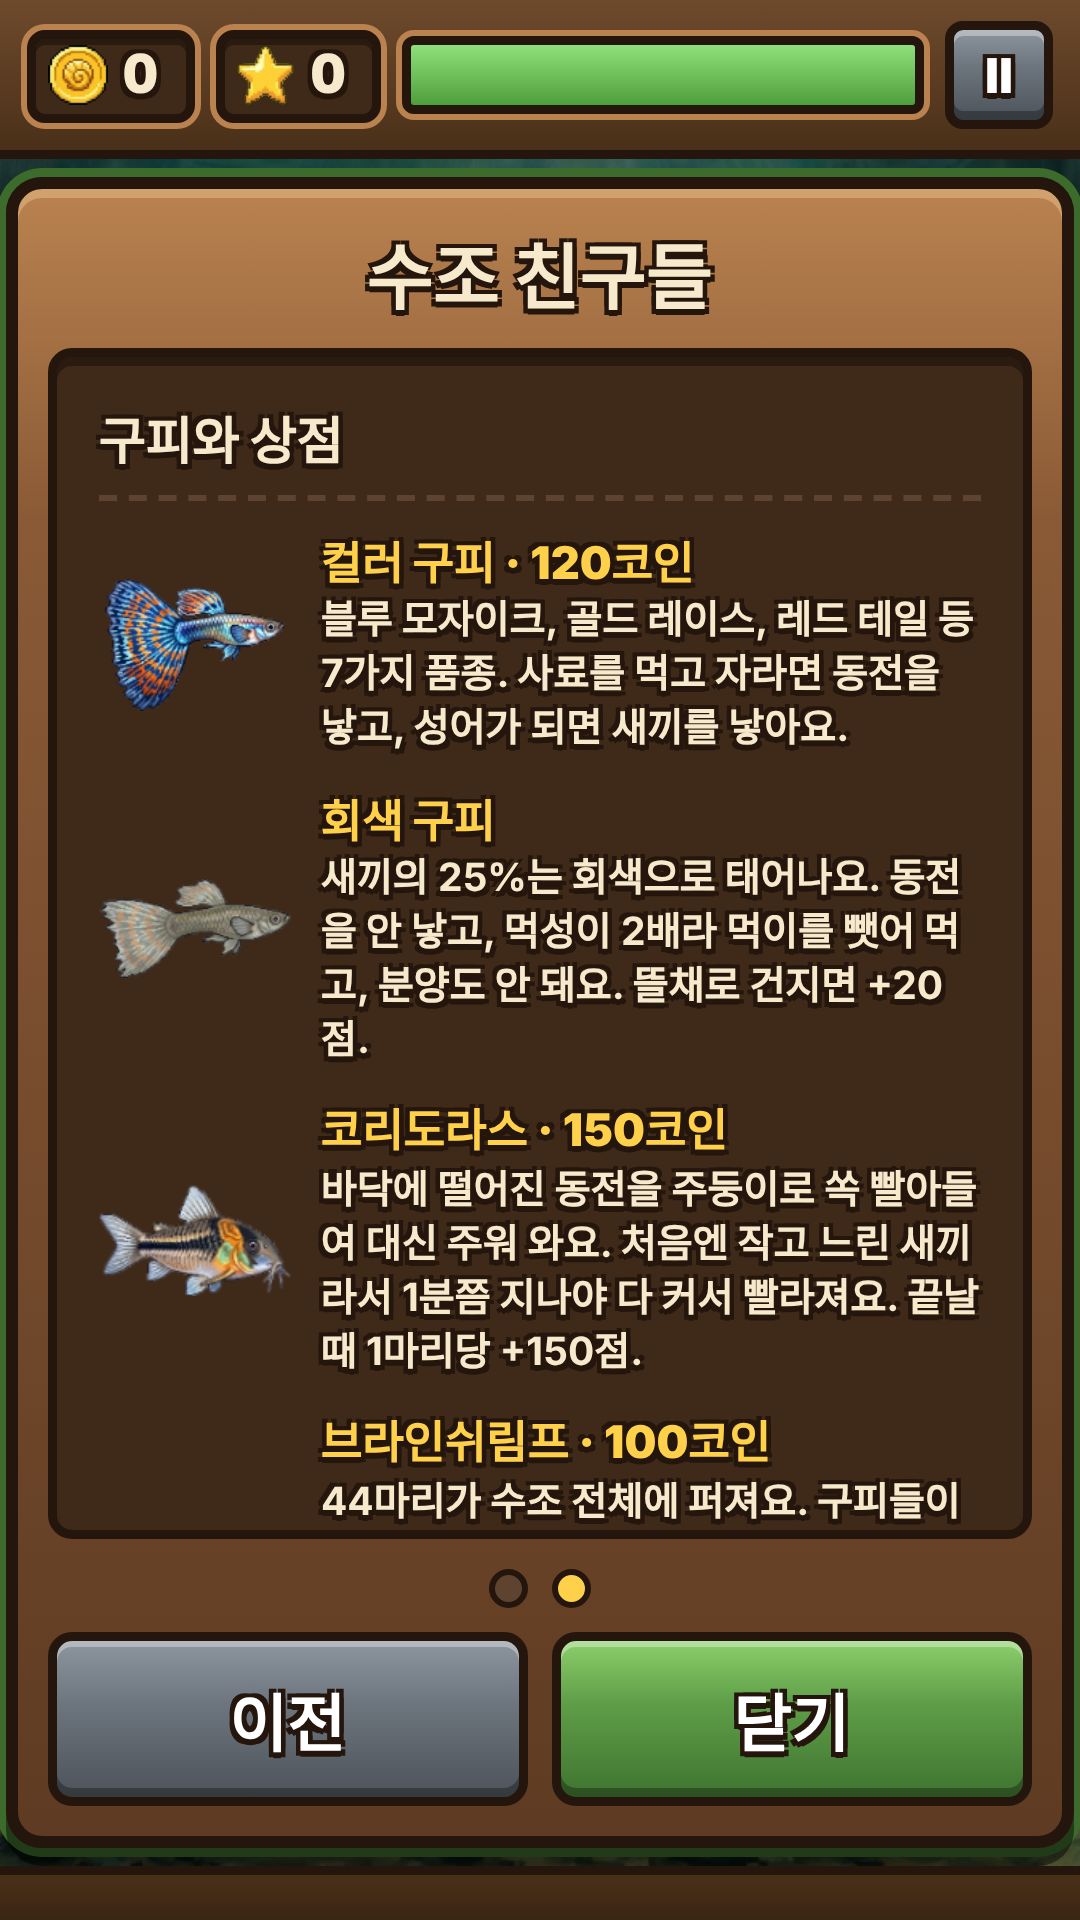 0
0
수조 친구들
구피와 상점
컬러 구피 · 120코인
블루 모자이크, 골드 레이스, 레드 테일 등
7가지 품종. 사료를 먹고 자라면 동전을
낳고, 성어가 되면 새끼를 낳아요.
회색 구피
새끼의 25%는 회색으로 태어나요. 동전
을 안 낳고, 먹성이 2배라 먹이를 뺏어 먹
고, 분양도 안 돼요. 뜰채로 건지면 +20
점.
코리도라스 · 150코인
바닥에 떨어진 동전을 주둥이로 쏙 빨아들
여 대신 주워 와요. 처음엔 작고 느린 새끼
라서 1분쯤 지나야 다 커서 빨라져요. 끝날
때 1마리당 +150점.
브라인쉬림프 · 100코인
44마리가 수조 전체에 퍼져요. 구피들이
이전
닫기